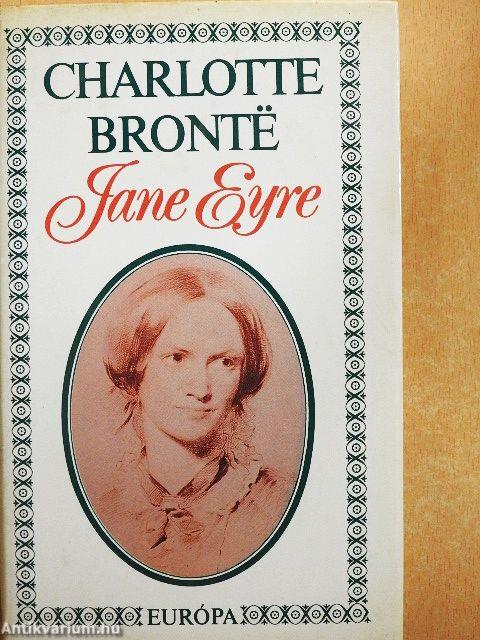 CHARLOTTE
BRONTË
Jane Eyre
EURÓPA
Antikvarium.hu